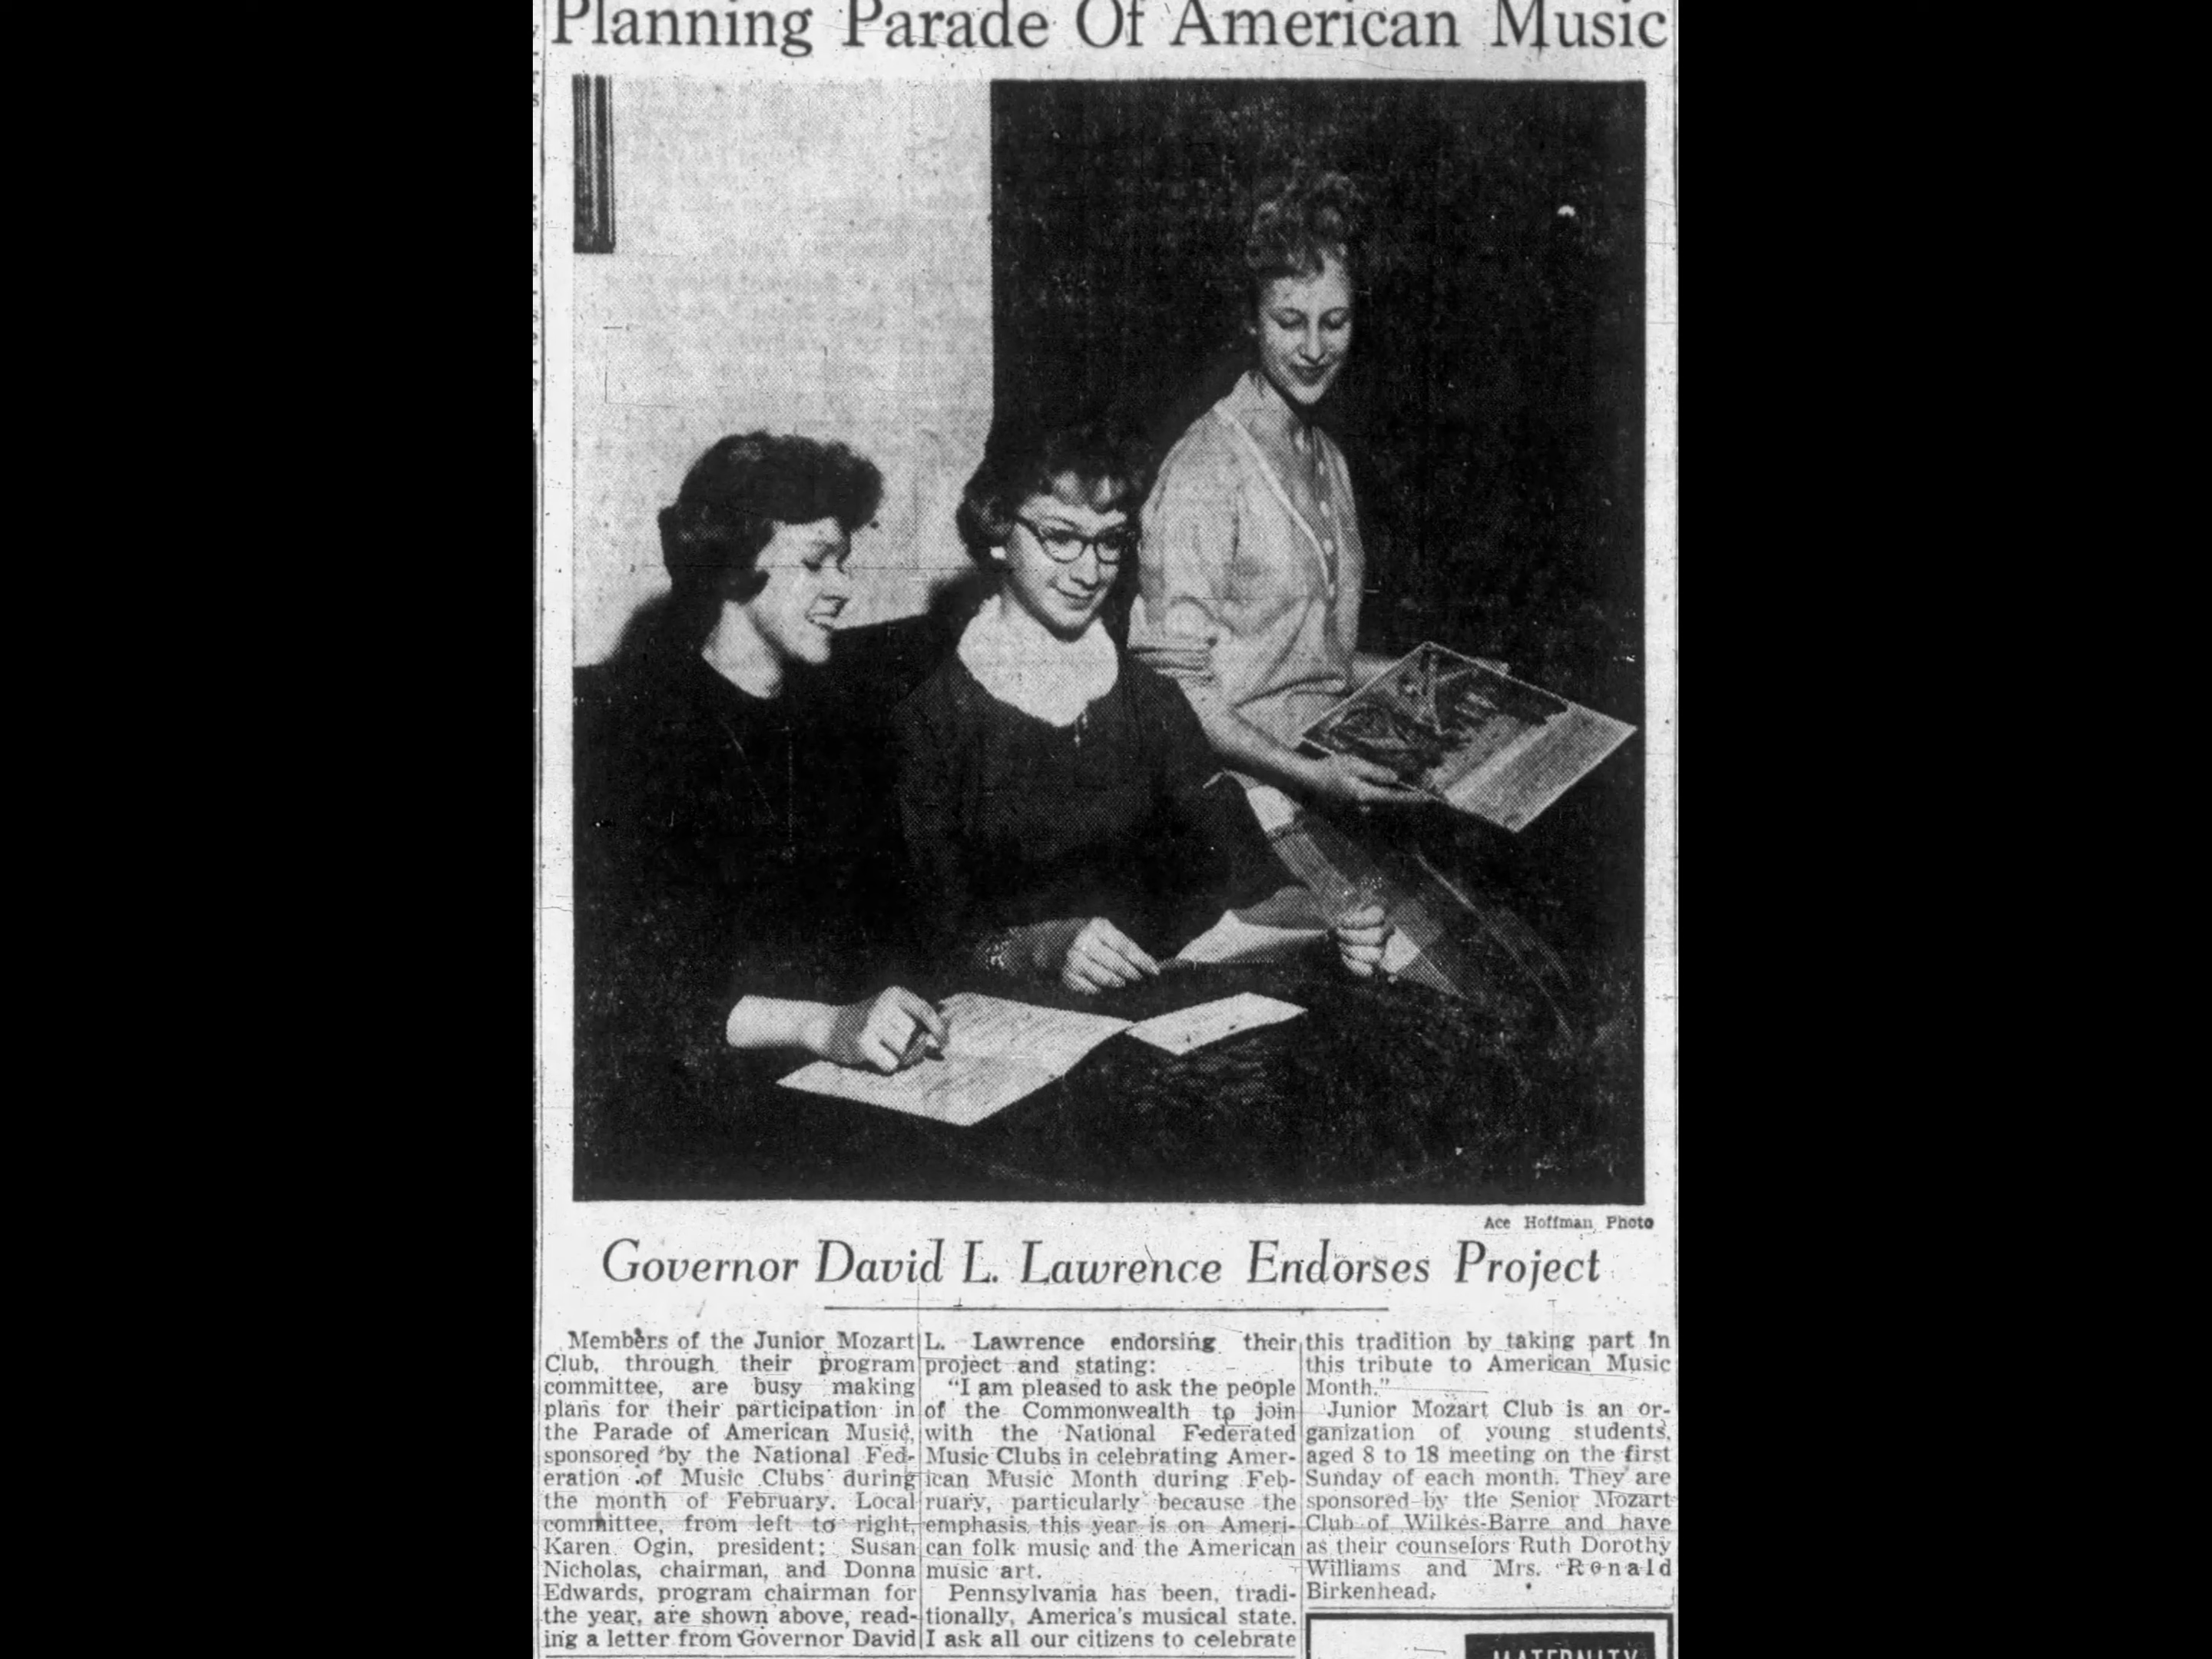 Planning Parade Of American Music
Ace Hoffman Photo
Governor David L. Lawrence Endorses Project
Members of the Junior Mozart
Club, through their program
committee, are busy making
plans for their participation in
the Parade of American Music,
sponsored by the National Fed-
eration of Music Clubs during
the month of February. Local
committee, from left to right,
Karen Ogin, president; Susan
Nicholas, chairman, and Donna
Edwards, program chairman for
the year, are shown above, read-
ing a letter from Governor David
L. Lawrence endorsing their
project and stating:
"I am pleased to ask the people
of the Commonwealth to join
with the National Federated
Music Clubs in celebrating Amer-
ican Music Month during Feb-
ruary, particularly because the
emphasis this year is on Ameri-
can folk music and the American
music art.
Pennsylvania has been, tradi-
tionally, America's musical state.
I ask all our citizens to celebrate
this tradition by taking part in
this tribute to American Music
Month."
Junior Mozart Club is an or-
ganization of young students,
aged 8 to 18 meeting on the first
Sunday of each month. They are
sponsored by the Senior Mozart
Club of Wilkes-Barre and have
as their counselors Ruth Dorothy
Williams and Mrs. Ronald
Birkenhead.
MATERNITY